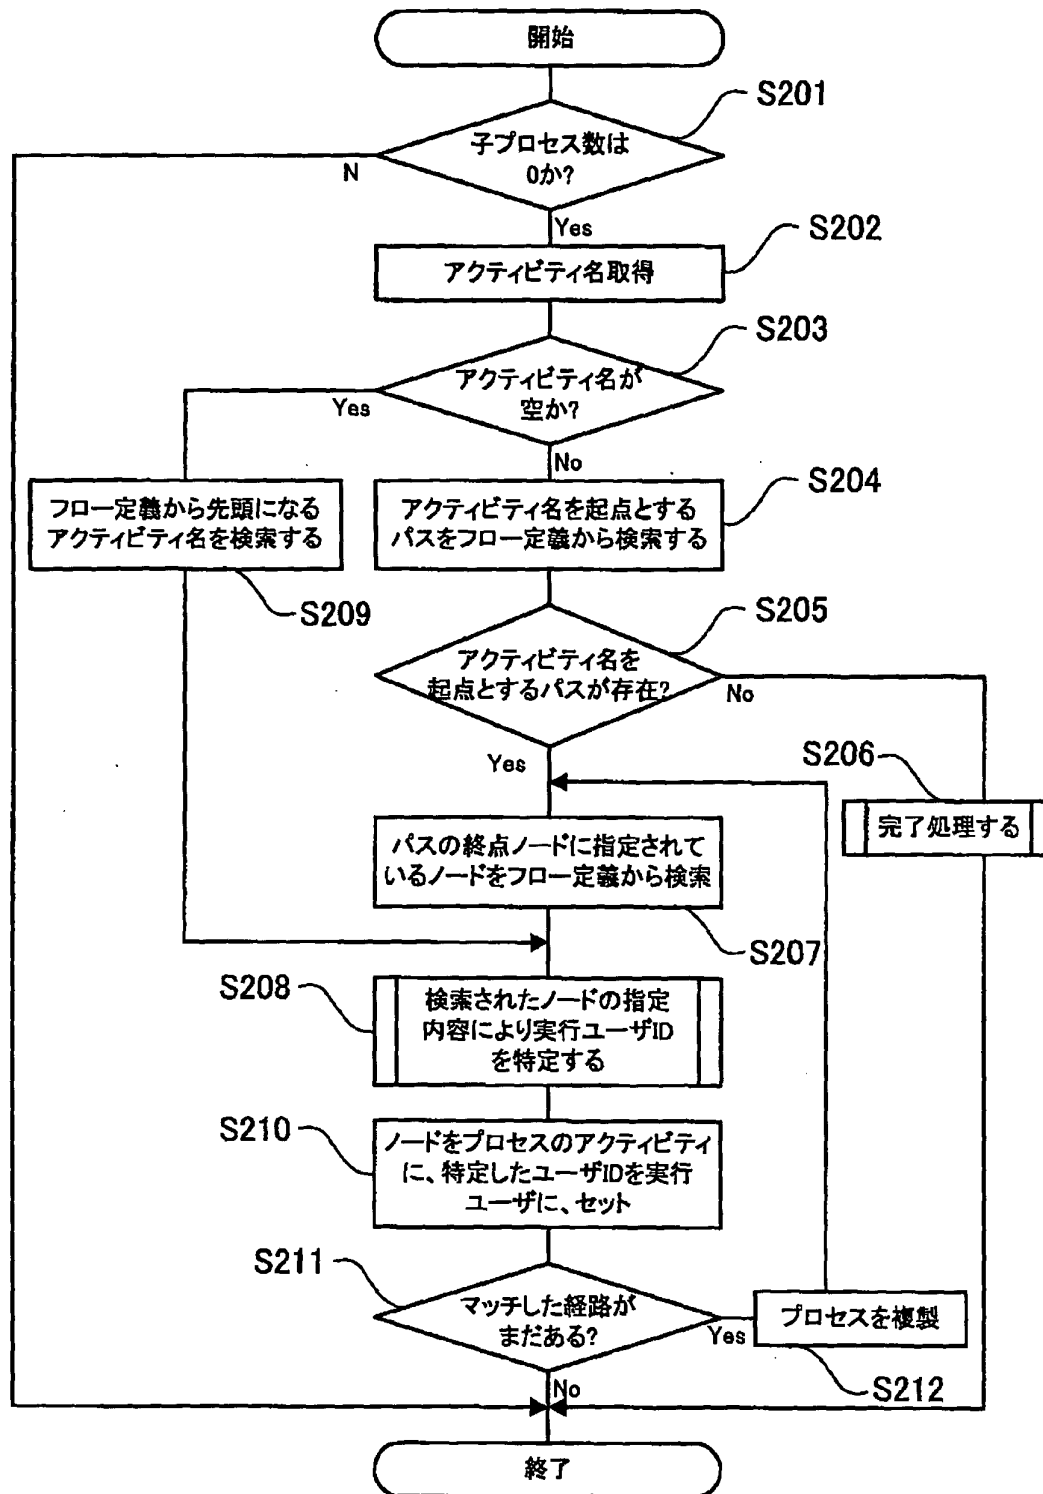 開始
S201
子プロセス数は
0か?
N
Yes
S202
アクティビティ名取得
S203
アクティビティ名が
空か?
Yes
No
S204
フロー定義から先頭になる
アクティビティ名を検索する
アクティビティ名を起点とする
パスをフロー定義から検索する
S209
S205
アクティビティ名を
起点とするパスが存在?
No
Yes
S206
完了処理する
パスの終点ノードに指定されて
いるノードをフロー定義から検索
S207
S208
検索されたノードの指定
内容により実行ユーザID
を特定する
S210
ノードをプロセスのアクティビティ
に、特定したユーザIDを実行
ユーザに、セット
S211
マッチした経路が
まだある?
Yes
プロセスを複製
No
S212
終了